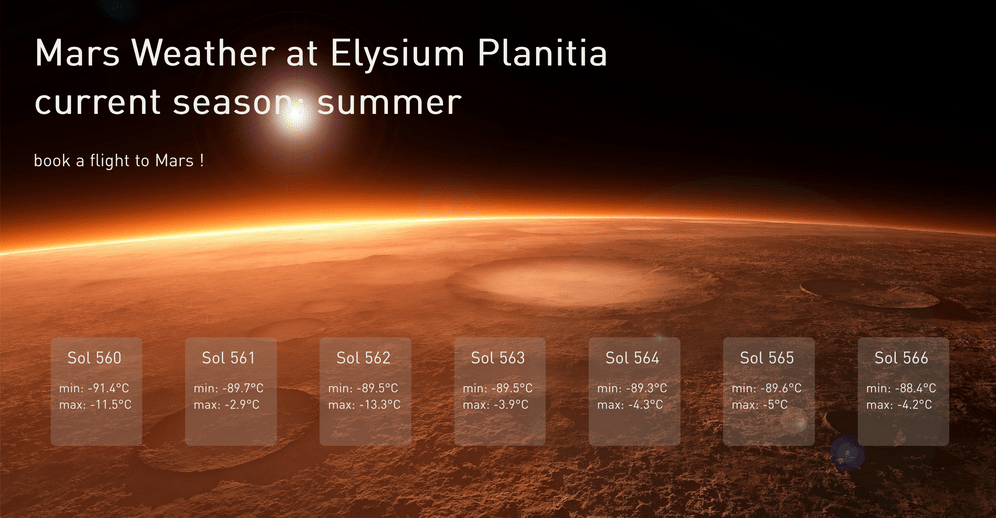 Mars Weather at Elysium Planitia
current season: summer
book a flight to Mars !
Sol 560
min: -91.4°C
max: -11.5°C
Sol 561
min: -89.7°C
max: -2.9°C
Sol 562
min: -89.5°C
max: -13.3°C
Sol 563
min: -89.5°C
max: -3.9°C
Sol 564
min: -89.3°C
max: -4.3°C
Sol 565
min: -89.6°C
max: -5°C
Sol 566
min: -88.4°C
max: -4.2°C